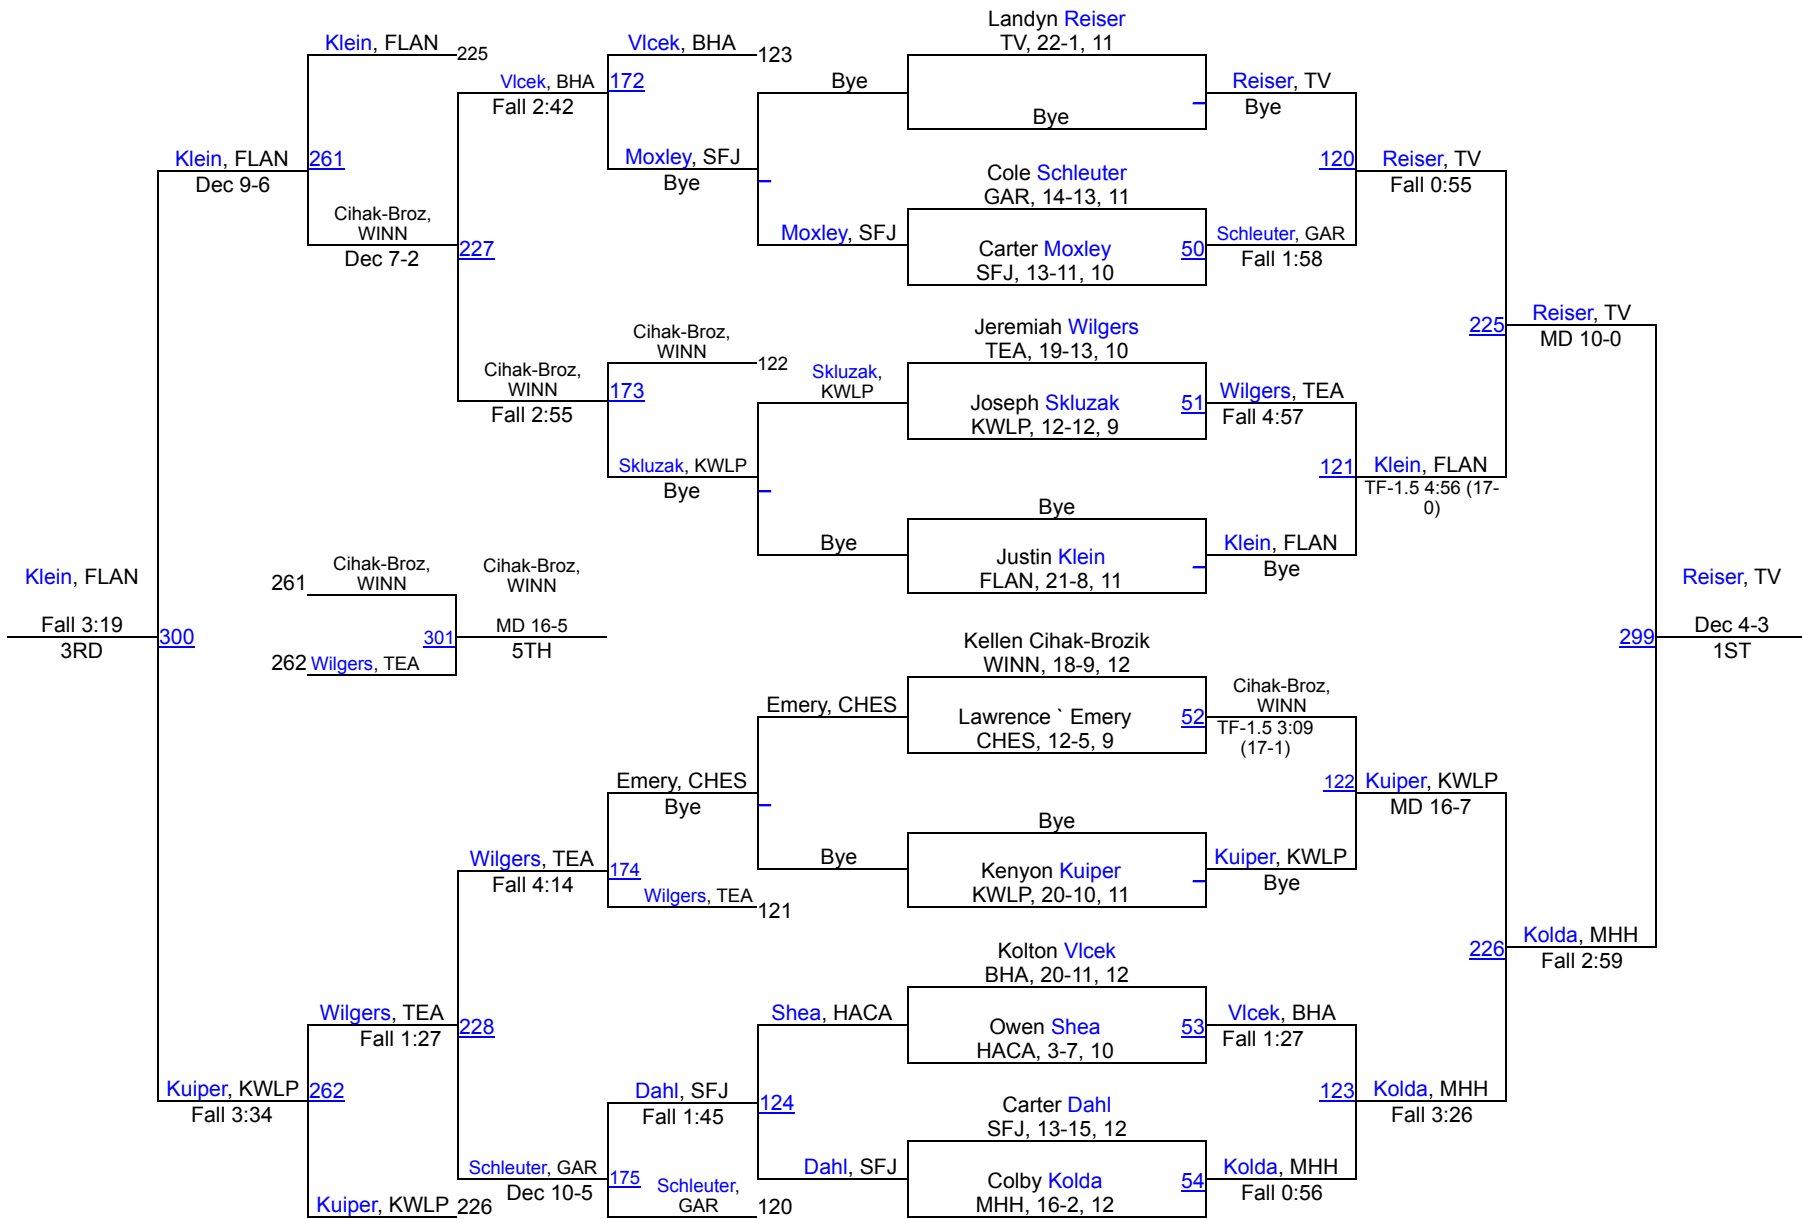 Landyn Reiser
TV, 22-1, 11
Klein, FLAN
225
Vlcek, BHA
123
Vlcek, BHA
172
Fall 2:42
Bye
Reiser, TV
Bye
Bye
Klein, FLAN
261
Dec 9-6
Moxley, SFJ
Bye
Cole Schleuter
GAR, 14-13, 11
120
Reiser, TV
Fall 0:55
Cihak-Broz,
WINN
227
Dec 7-2
Moxley, SFJ
Carter Moxley
SFJ, 13-11, 10
50
Schleuter, GAR
Fall 1:58
Cihak-Broz,
WINN
122
Jeremiah Wilgers
TEA, 19-13, 10
225
Reiser, TV
MD 10-0
Cihak-Broz,
WINN
173
Fall 2:55
Skluzak,
KWLP
Joseph Skluzak
KWLP, 12-12, 9
51
Wilgers, TEA
Fall 4:57
Skluzak, KWLP
Bye
121
Klein, FLAN
TF-1.5 4:56 (17-
0)
Bye
Bye
Justin Klein
FLAN, 21-8, 11
Klein, FLAN
Bye
Klein, FLAN
Fall 3:19
3RD
300
261
Cihak-Broz,
WINN
262
Wilgers, TEA
301
Cihak-Broz,
WINN
MD 16-5
5TH
Reiser, TV
299
Dec 4-3
1ST
Kellen Cihak-Brozik
WINN, 18-9, 12
Emery, CHES
Lawrence ` Emery
CHES, 12-5, 9
52
Cihak-Broz,
WINN
TF-1.5 3:09
(17-1)
Emery, CHES
Bye
122
Kuiper, KWLP
MD 16-7
Bye
Bye
Kenyon Kuiper
KWLP, 20-10, 11
Kuiper, KWLP
Bye
Wilgers, TEA
174
Fall 4:14
Wilgers, TEA
121
Kolton Vlcek
BHA, 20-11, 12
226
Kolda, MHH
Fall 2:59
Wilgers, TEA
228
Fall 1:27
Shea, HACA
Owen Shea
HACA, 3-7, 10
53
Vlcek, BHA
Fall 1:27
Kuiper, KWLP
262
Fall 3:34
Dahl, SFJ
124
Fall 1:45
Carter Dahl
SFJ, 13-15, 12
123
Kolda, MHH
Fall 3:26
Schleuter, GAR
175
Dec 10-5
Dahl, SFJ
Colby Kolda
MHH, 16-2, 12
54
Kolda, MHH
Fall 0:56
Schleuter,
GAR
120
Kuiper, KWLP
226